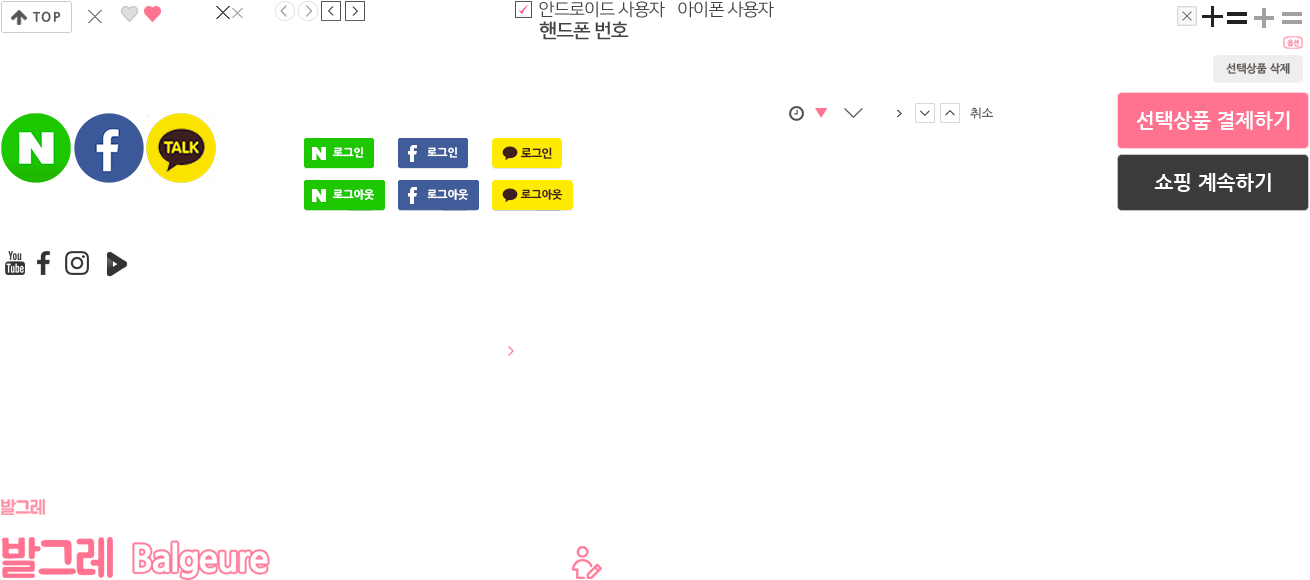 TOP
안드로이드 사용자 아이폰 사용자
핸드폰 번호
옵션
선택상품 삭제
취소
선택상품 결제하기
쇼핑 계속하기
N
f
TALK
N 로그인
f 로그인
로그인
N 로그아웃
f 로그아웃
로그아웃
You
Tube
f
발그레
발그레
Balgeure